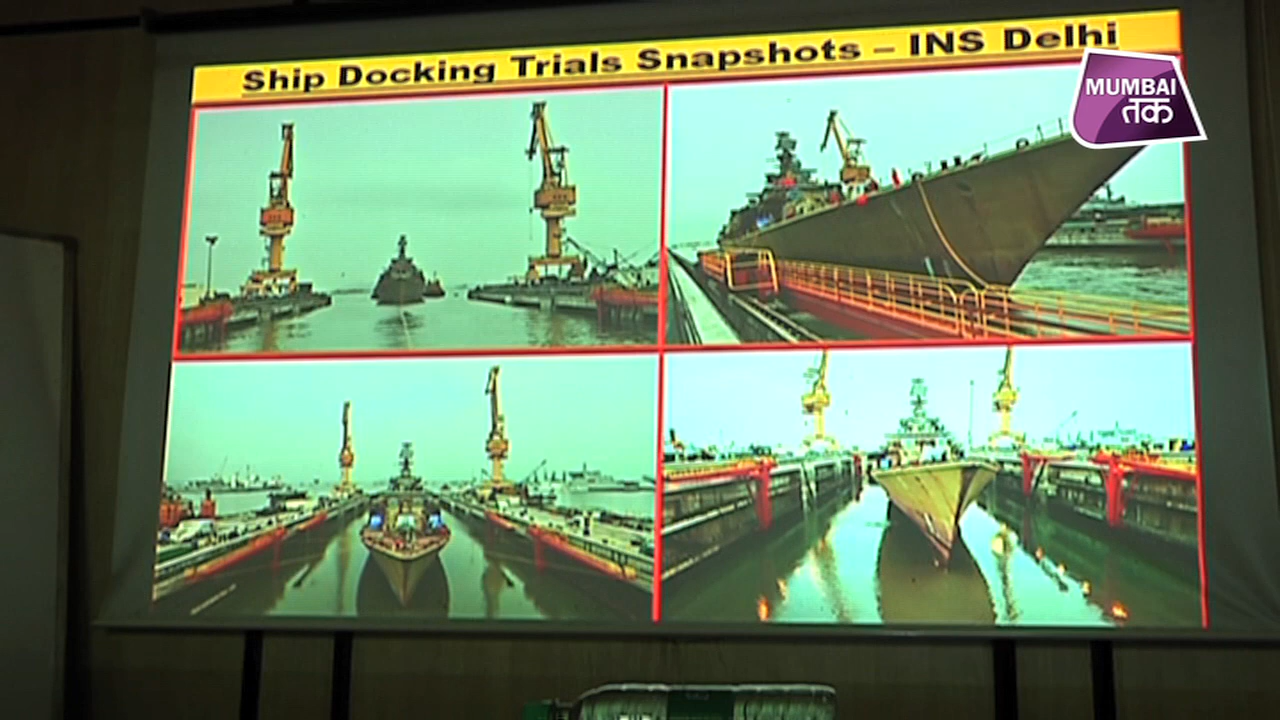 Ship Docking Trials Snapshots – INS Delhi
MUMBAI
तक